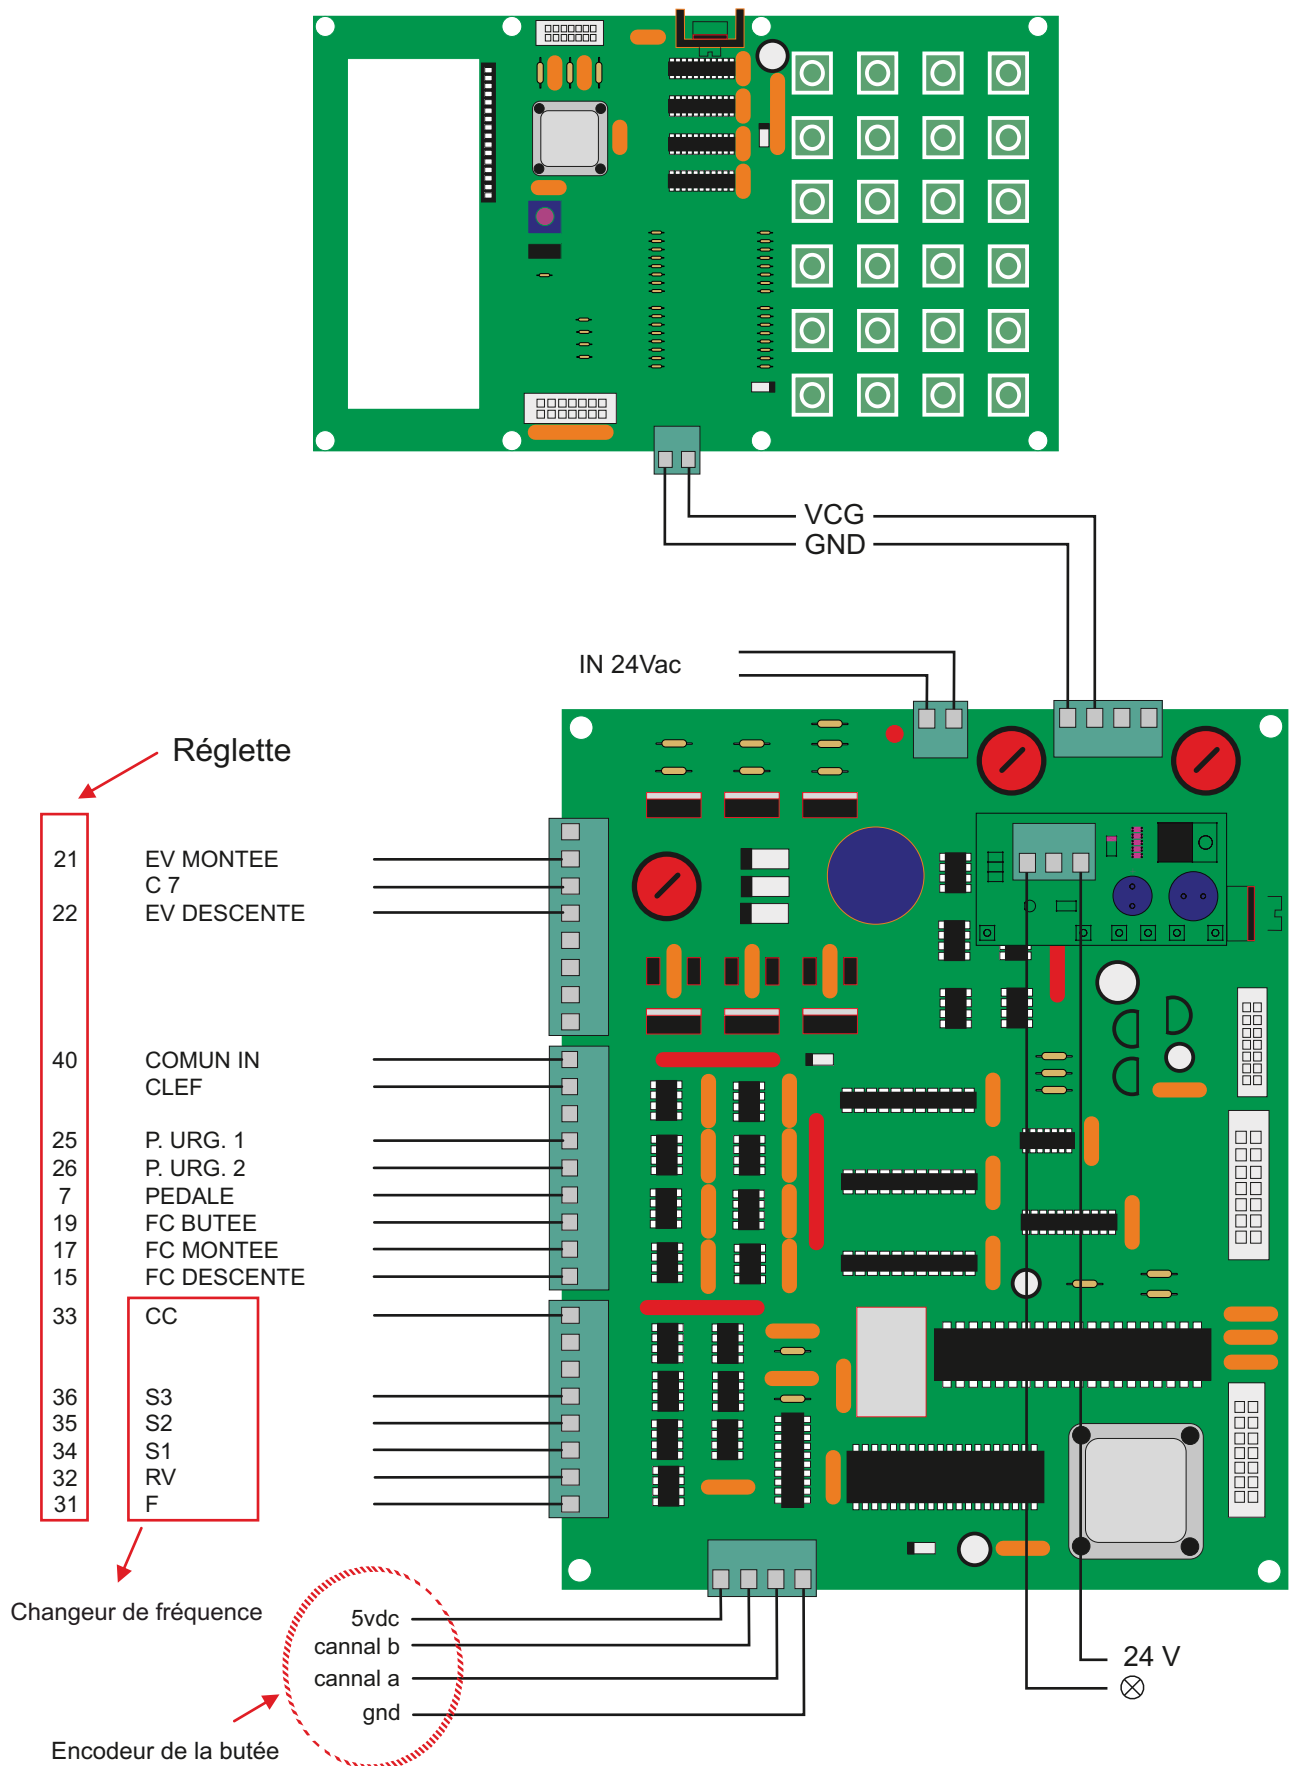 VCG
GND
IN 24Vac
Réglette
21 EV MONTEE
C 7
22 EV DESCENTE
40 COMUN IN
CLEF
25 P. URG. 1
26 P. URG. 2
7 PEDALE
19 FC BUTEE
17 FC MONTEE
15 FC DESCENTE
33 CC
36 S3
35 S2
34 S1
32 RV
31 F
Changeur de fréquence
5vdc
cannal b
cannal a
gnd
24 V
Encodeur de la butée